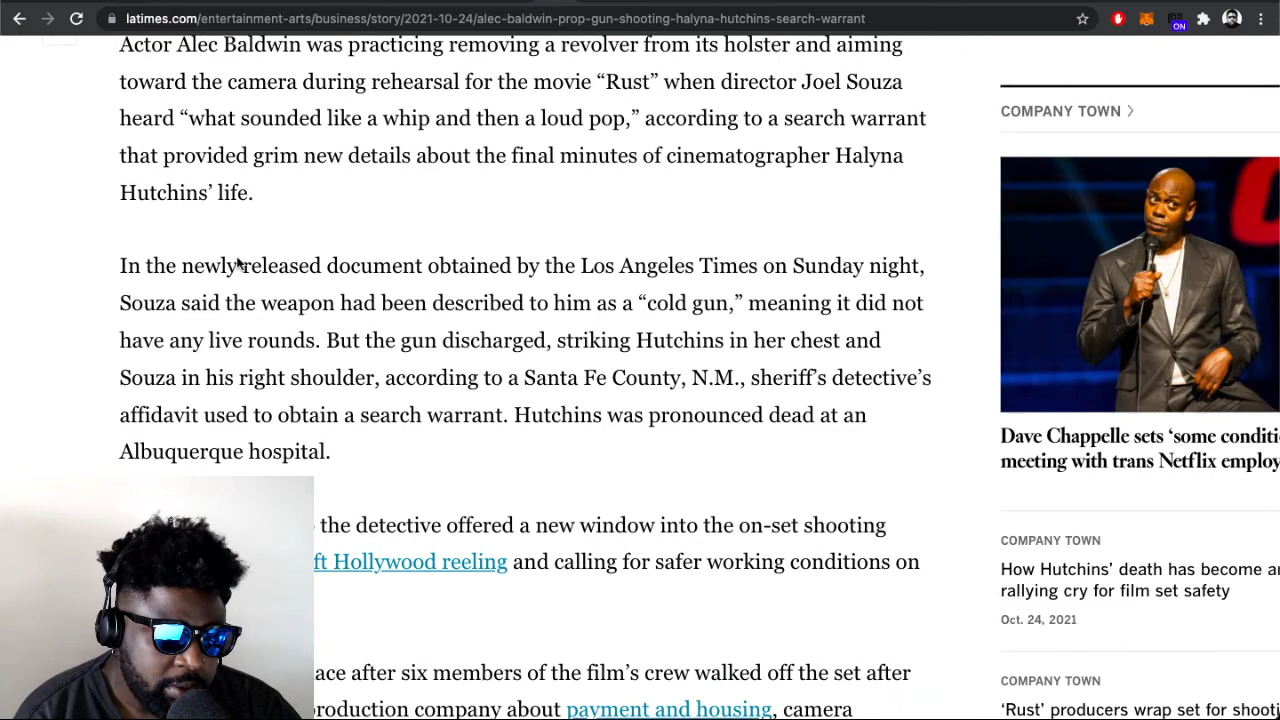 latimes.com/entertainment-arts/business/story/2021-10-24/alec-baldwin-prop-gun-shooting-halyna-hutchins-search-warrant
ON
Actor Alec Baldwin was practicing removing a revolver from its holster and aiming
toward the camera during rehearsal for the movie “Rust” when director Joel Souza
heard “what sounded like a whip and then a loud pop,” according to a search warrant
that provided grim new details about the final minutes of cinematographer Halyna
Hutchins’ life.
In the newly released document obtained by the Los Angeles Times on Sunday night,
Souza said the weapon had been described to him as a “cold gun,” meaning it did not
have any live rounds. But the gun discharged, striking Hutchins in her chest and
Souza in his right shoulder, according to a Santa Fe County, N.M., sheriff’s detective’s
affidavit used to obtain a search warrant. Hutchins was pronounced dead at an
Albuquerque hospital.
the detective offered a new window into the on-set shooting
ft Hollywood reeling and calling for safer working conditions on
ace after six members of the film’s crew walked off the set after
production company about payment and housing, camera
COMPANY TOWN >
Dave Chappelle sets ‘some conditi
meeting with trans Netflix employ
COMPANY TOWN
How Hutchins’ death has become a
rallying cry for film set safety
Oct. 24, 2021
COMPANY TOWN
‘Rust’ producers wrap set for shooti